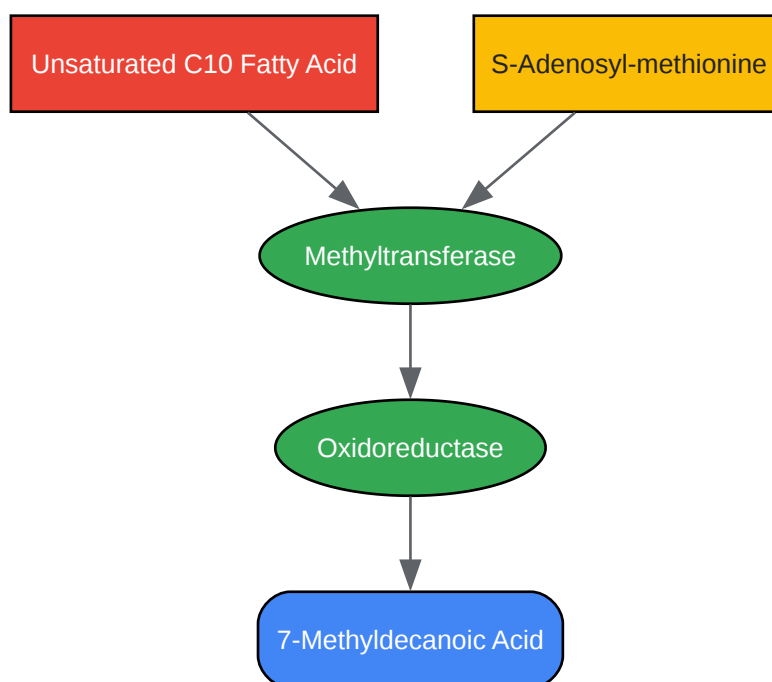 Unsaturated C10 Fatty Acid
S-Adenosyl-methionine
Methyltransferase
Oxidoreductase
7-Methyldecanoic Acid